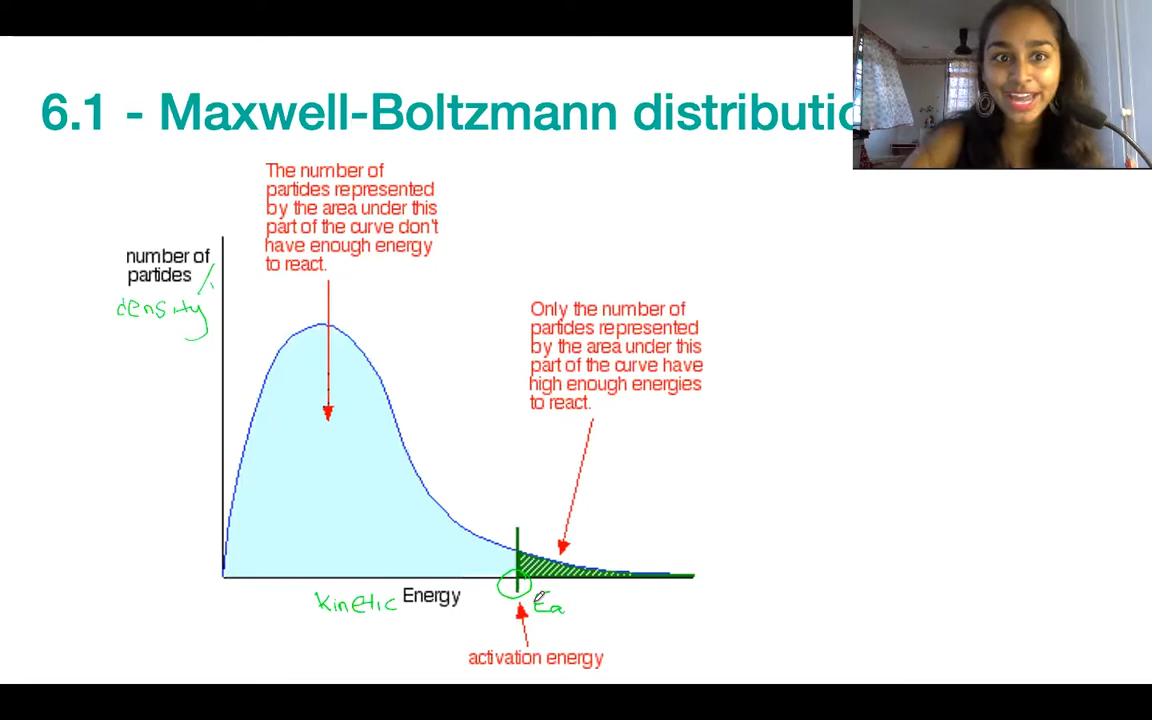 6.1 - Maxwell-Boltzmann distributio
The number of
particles represented
by the area under this
part of the curve don't
have enough energy
to react.
number of
particles /
density
Only the number of
particles represented
by the area under this
part of the curve have
high enough energies
to react.
Kinetic Energy
Ea
activation energy